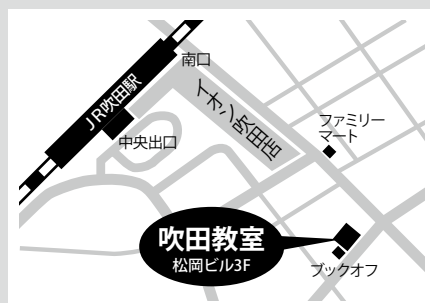 南口
JR吹田駅
イオン吹田店
中央出口
ファミリー
マート
吹田教室
松岡ビル3F
ブックオフ